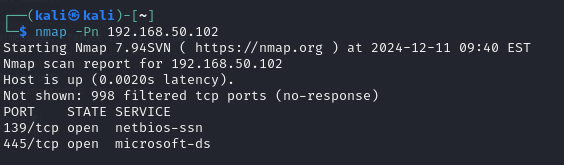 ┌──(kali㉿kali)-[~]
└─$ nmap -Pn 192.168.50.102
Starting Nmap 7.94SVN ( https://nmap.org ) at 2024-12-11 09:40 EST
Nmap scan report for 192.168.50.102
Host is up (0.0020s latency).
Not shown: 998 filtered tcp ports (no-response)
PORT    STATE SERVICE
139/tcp open  netbios-ssn
445/tcp open  microsoft-ds